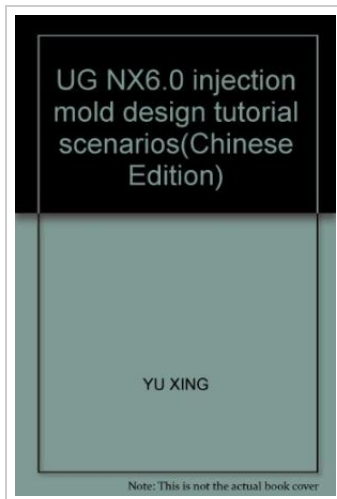 UG NX6.0 injection
mold design tutorial
scenarios(Chinese
Edition)
YU XING
Note: This is not the actual book cover